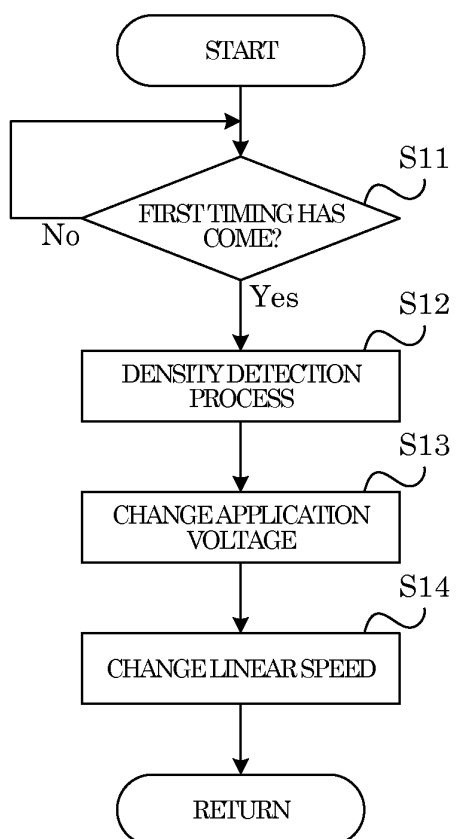 START
S11
FIRST TIMING HAS
COME?
No
Yes
S12
DENSITY DETECTION
PROCESS
S13
CHANGE APPLICATION
VOLTAGE
S14
CHANGE LINEAR SPEED
RETURN